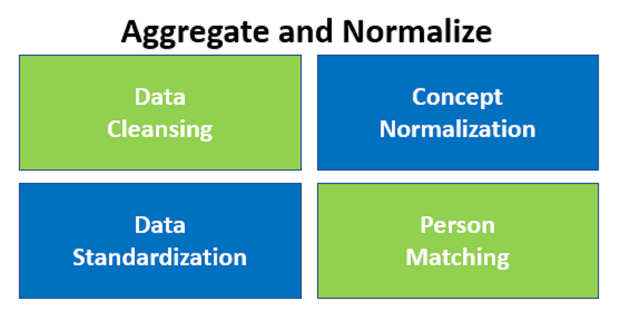 Aggregate and Normalize
Data
Cleansing
Concept
Normalization
Data
Standardization
Person
Matching